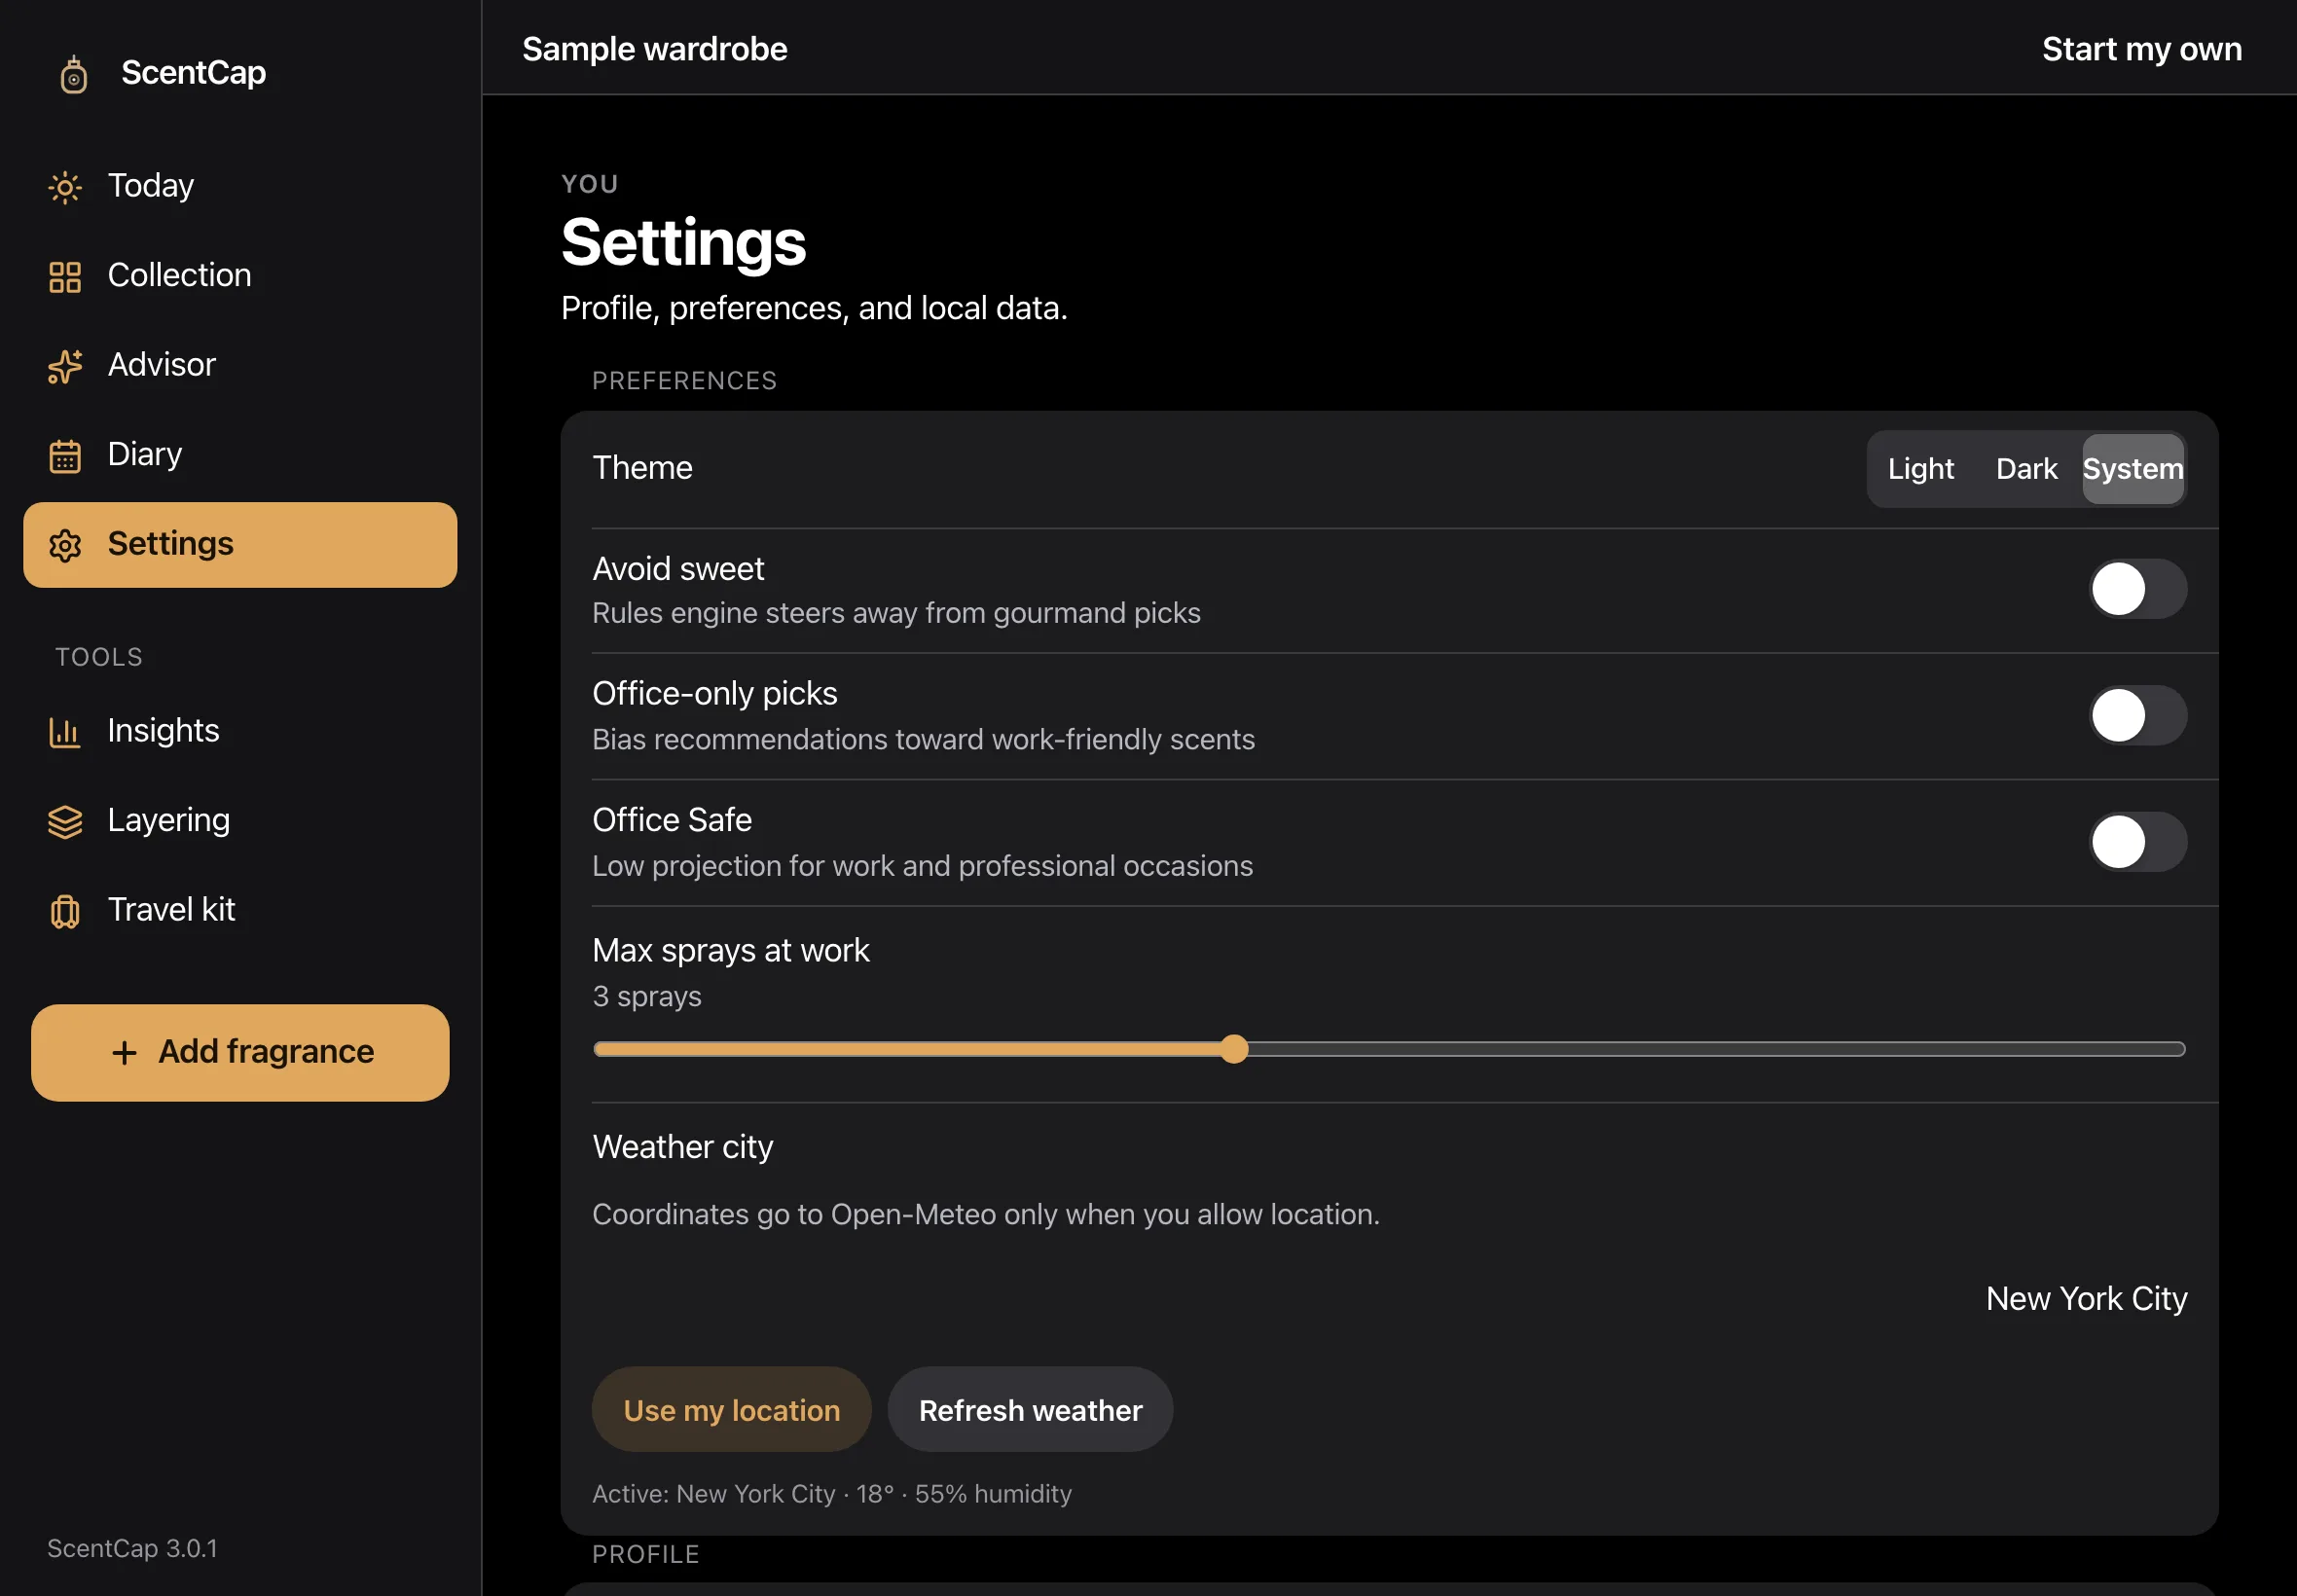 ScentCap
Today
Collection
Advisor
Diary
Settings
TOOLS
Insights
Layering
Travel kit
+ Add fragrance
ScentCap 3.0.1
Sample wardrobe
Start my own
YOU
Settings
Profile, preferences, and local data.
PREFERENCES
Theme
Light Dark System
Avoid sweet
Rules engine steers away from gourmand picks
Office-only picks
Bias recommendations toward work-friendly scents
Office Safe
Low projection for work and professional occasions
Max sprays at work
3 sprays
Weather city
Coordinates go to Open-Meteo only when you allow location.
New York City
Use my location
Refresh weather
Active: New York City · 18° · 55% humidity
PROFILE